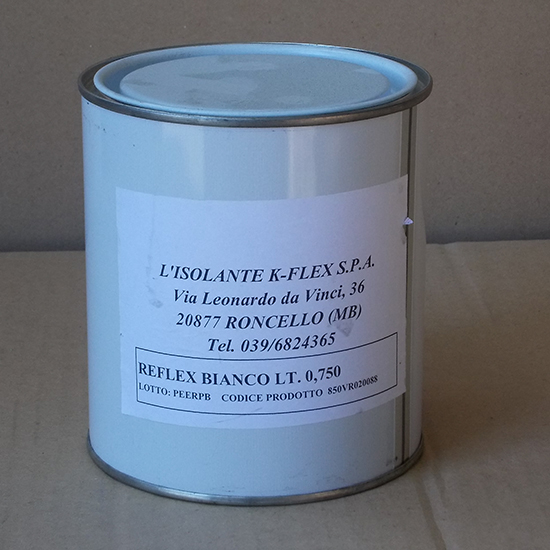 L'ISOLANTE K-FLEX S.P.A.
Via Leonardo da Vinci, 36
20877 RONCELLO (MB)
Tel. 039/6824365
REFLEX BIANCO LT. 0,750
LOTTO: PEERPB CODICE PRODOTTO 850VR020088